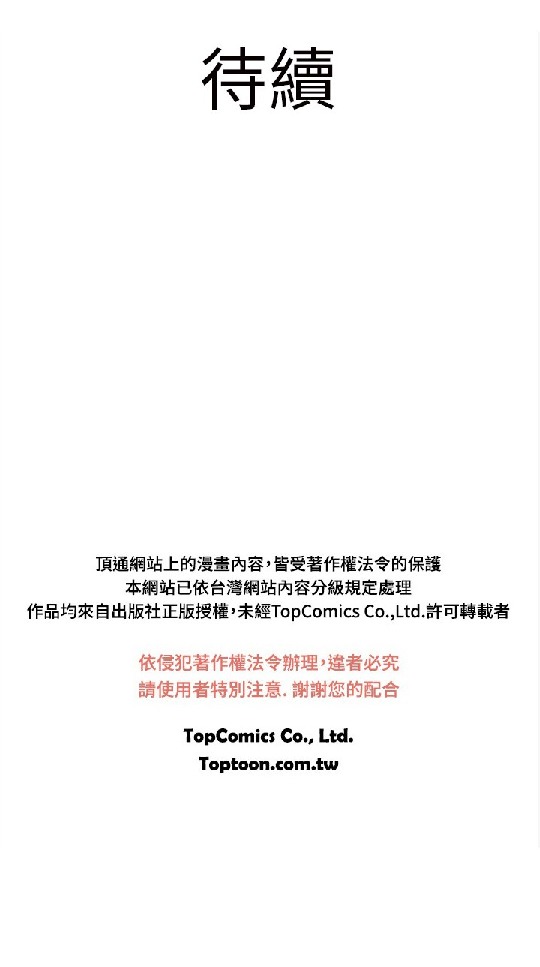 待續
頂通網站上的漫畫內容,皆受著作權法令的保護
本網站已依台灣網站內容分級規定處理
作品均來自出版社正版授權,未經TopComics Co.,Ltd.許可轉載者
依侵犯著作權法令辦理,違者必究
請使用者特別注意. 謝謝您的配合
TopComics Co., Ltd.
Toptoon.com.tw